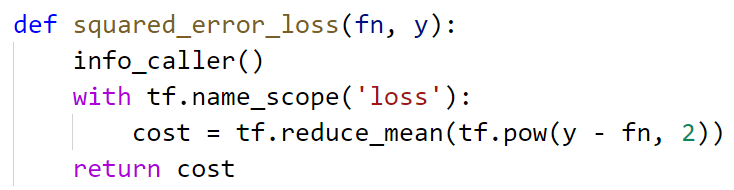 def squared_error_loss(fn, y):
    info_caller()
    with tf.name_scope('loss'):
        cost = tf.reduce_mean(tf.pow(y - fn, 2))
    return cost